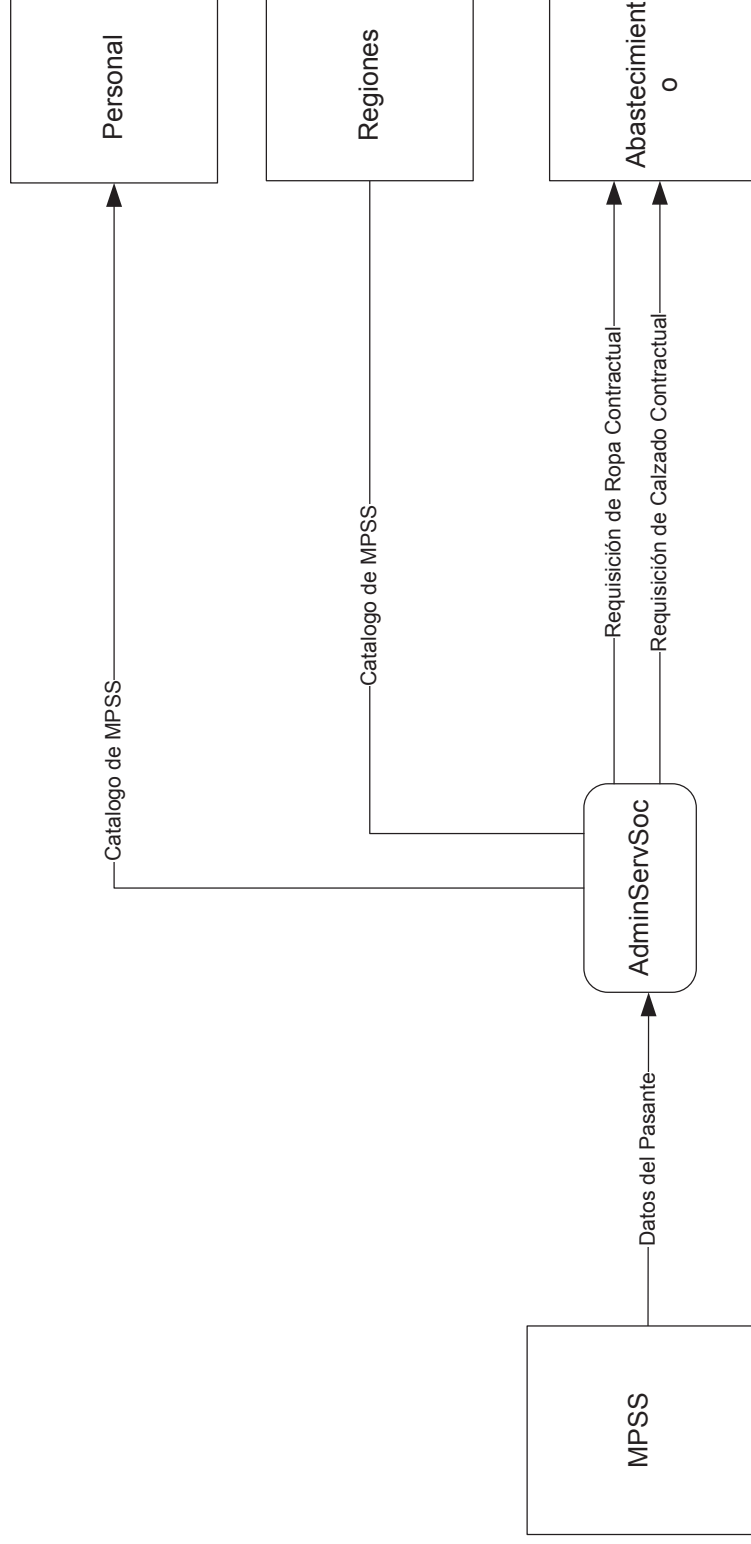 Personal
Catalogo de MPSS
Regiones
Catalogo de MPSS
Abastecimient
o
Requisición de Ropa Contractual
Requisición de Calzado Contractual
AdminServSoc
Datos del Pasante
MPSS